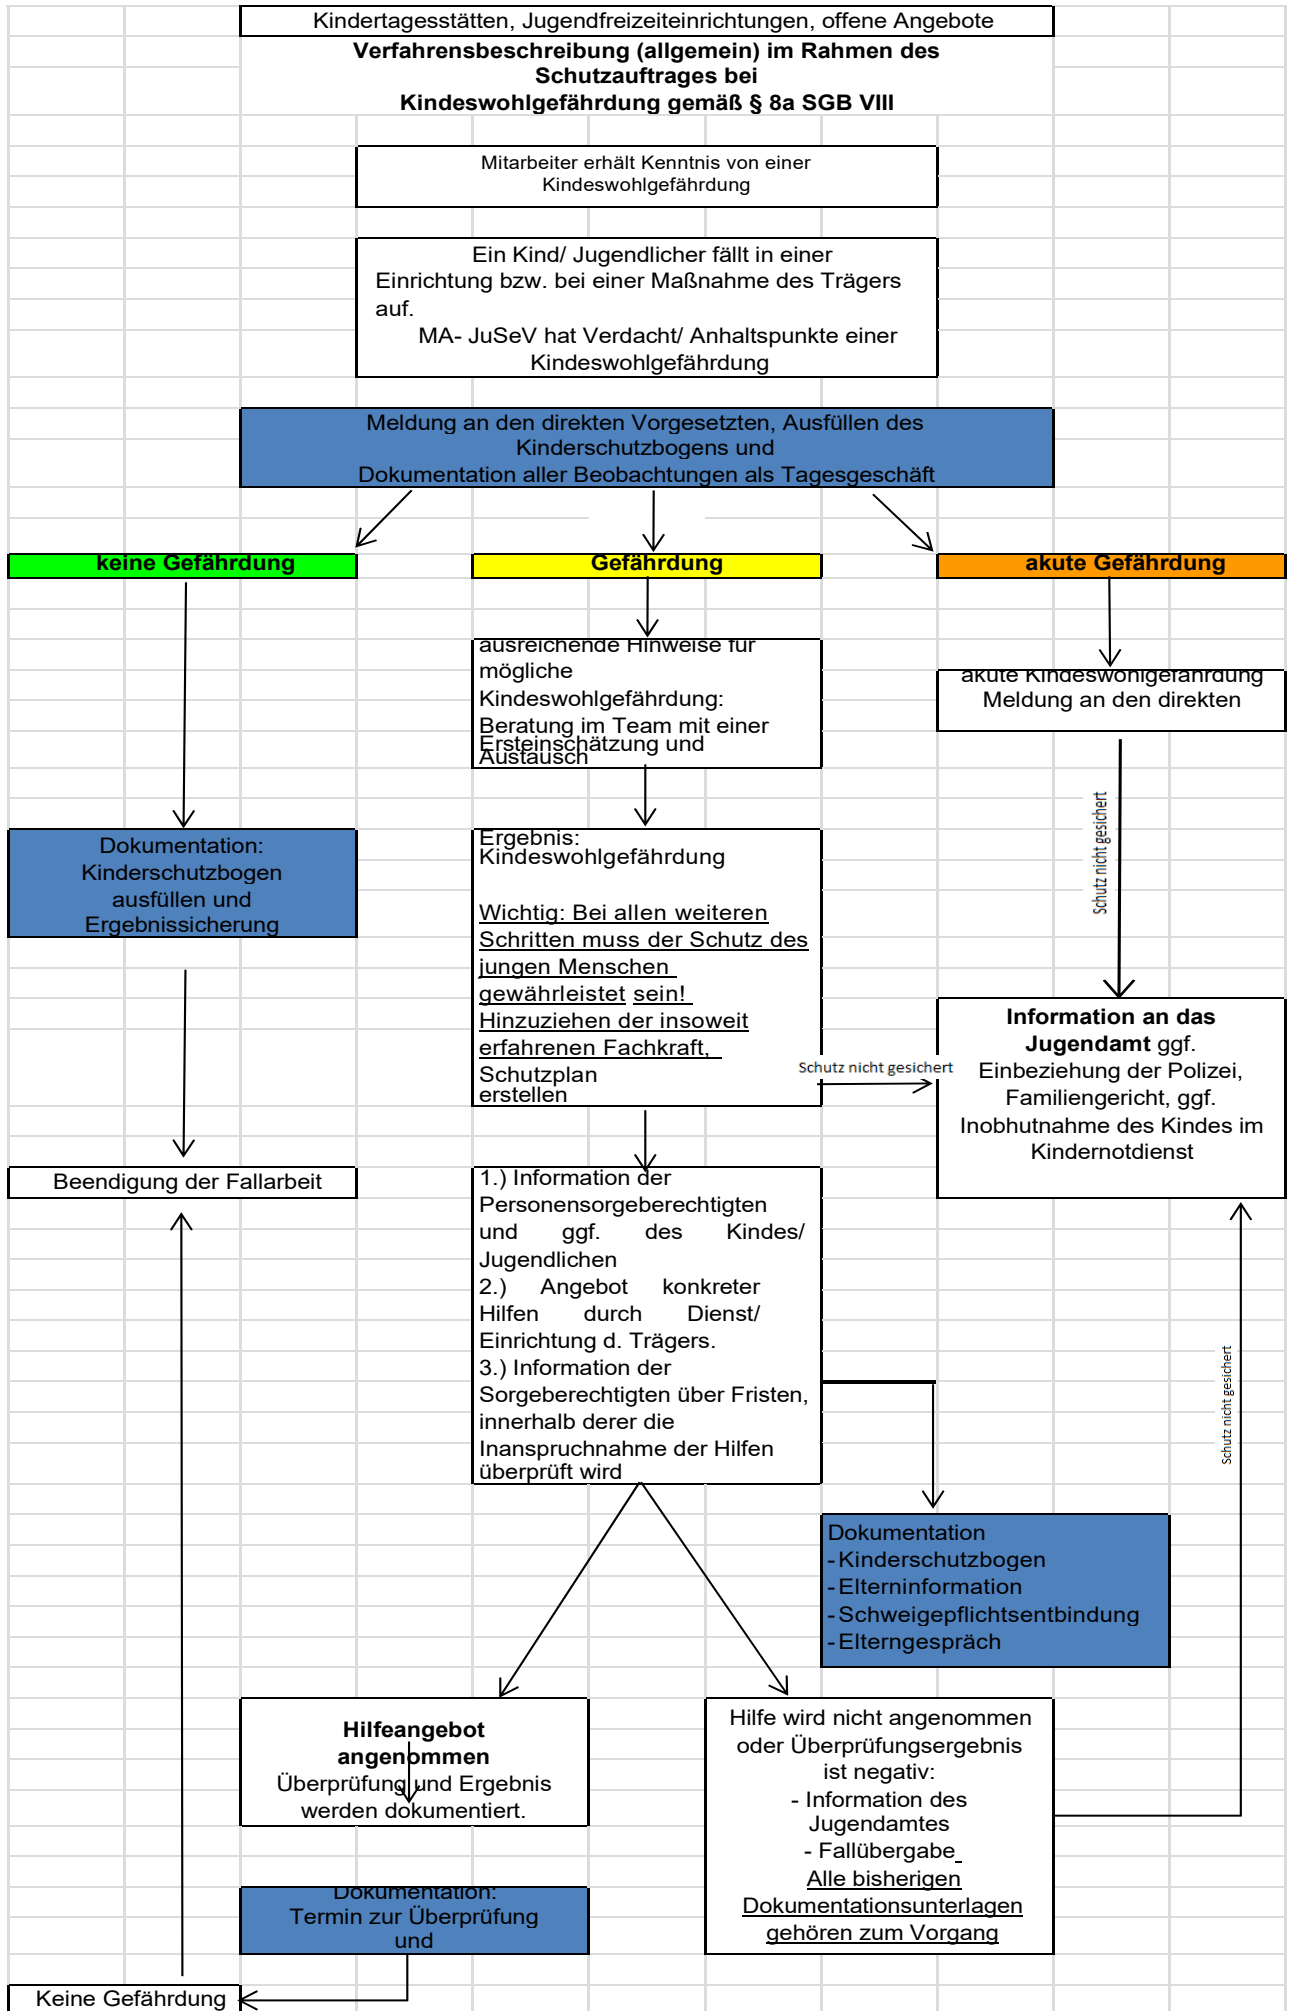 Kindertagesstätten, Jugendfreizeiteinrichtungen, offene Angebote
Verfahrensbeschreibung (allgemein) im Rahmen des
Schutzauftrages bei
Kindeswohlgefährdung gemäß § 8a SGB VIII
Mitarbeiter erhält Kenntnis von einer
Kindeswohlgefährdung
Ein Kind/ Jugendlicher fällt in einer
Einrichtung bzw. bei einer Maßnahme des Trägers
auf.
MA- JuSeV hat Verdacht/ Anhaltspunkte einer
Kindeswohlgefährdung
Meldung an den direkten Vorgesetzten, Ausfüllen des
Kinderschutzbogens und
Dokumentation aller Beobachtungen als Tagesgeschäft
keine Gefährdung
Gefährdung
akute Gefährdung
ausreichende Hinweise für
mögliche
Kindeswohlgefährdung:
Beratung im Team mit einer
Ersteinschätzung und
Austausch
akute Kindeswohlgefährdung
Meldung an den direkten
Schutz nicht gesichert
Dokumentation:
Kinderschutzbogen
ausfüllen und
Ergebnissicherung
Ergebnis:
Kindeswohlgefährdung
Wichtig: Bei allen weiteren
Schritten muss der Schutz des
jungen Menschen
gewährleistet sein!
Hinzuziehen der insoweit
erfahrenen Fachkraft,
Schutzplan
erstellen
Schutz nicht gesichert
Information an das
Jugendamt ggf.
Einbeziehung der Polizei,
Familiengericht, ggf.
Inobhutnahme des Kindes im
Kindernotdienst
Beendigung der Fallarbeit
1.) Information der
Personensorgeberechtigten
und ggf. des Kindes/
Jugendlichen
2.) Angebot konkreter
Hilfen durch Dienst/
Einrichtung d. Trägers.
3.) Information der
Sorgeberechtigten über Fristen,
innerhalb derer die
Inanspruchnahme der Hilfen
überprüft wird
Schutz nicht gesichert
Dokumentation
-Kinderschutzbogen
-Elterninformation
-Schweigepflichtsentbindung
-Elterngespräch
Hilfeangebot
angenommen
Überprüfung und Ergebnis
werden dokumentiert.
Hilfe wird nicht angenommen
oder Überprüfungsergebnis
ist negativ:
- Information des
Jugendamtes
- Fallübergabe
Alle bisherigen
Dokumentationsunterlagen
gehören zum Vorgang
Dokumentation:
Termin zur Überprüfung
und
Keine Gefährdung